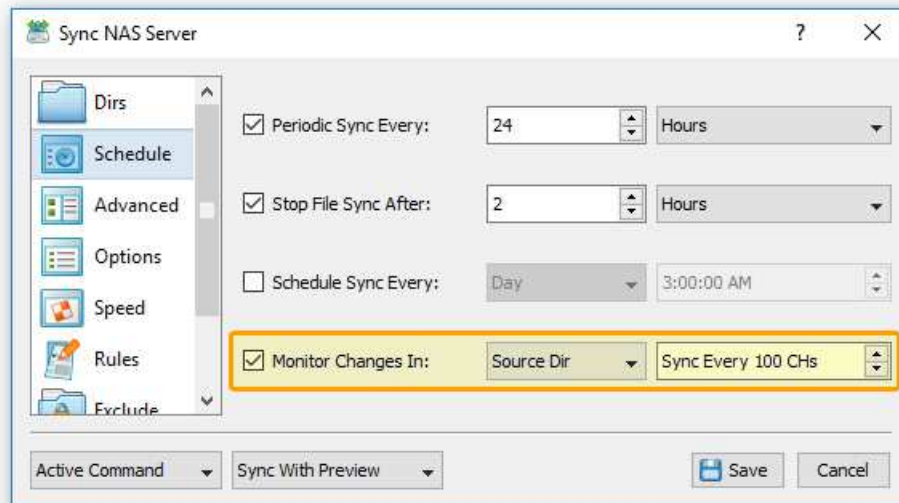 Sync NAS Server
Dirs
Schedule
Advanced
Options
Speed
Rules
Exclude
Periodic Sync Every: 24 Hours
Stop File Sync After: 2 Hours
Schedule Sync Every: Day 3:00:00 AM
Monitor Changes In: Source Dir Sync Every 100 CHs
Active Command Sync With Preview Save Cancel